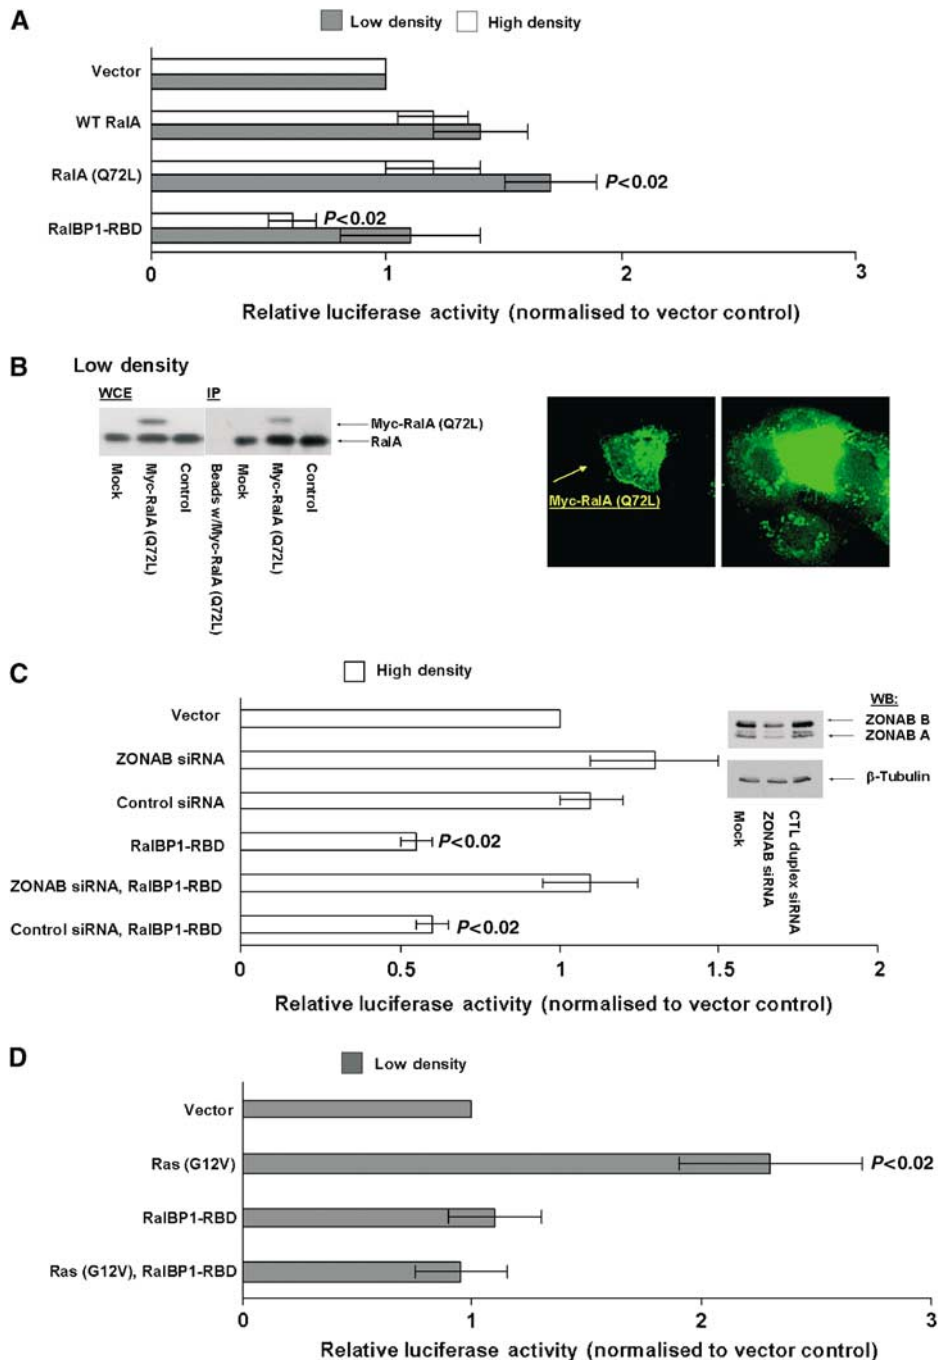 A
Low density High density
Vector
WT RalA
RalA (Q72L)
P<0.02
RalBP1-RBD
P<0.02
0 1 2 3
Relative luciferase activity (normalised to vector control)
B
Low density
WCE IP
Myc-RalA (Q72L)
RalA
Mock
Myc-RalA (Q72L)
Control
Beads w/Myc-RalA (Q72L)
Mock
Myc-RalA (Q72L)
Control
Myc-RalA (Q72L)
C
High density
Vector
ZONAB siRNA
Control siRNA
RalBP1-RBD
P<0.02
ZONAB siRNA, RalBP1-RBD
Control siRNA, RalBP1-RBD
P<0.02
0 0.5 1 1.5 2
Relative luciferase activity (normalised to vector control)
WB:
ZONAB B
ZONAB A
β-Tubulin
Mock
ZONAB siRNA
CTL duplex siRNA
D
Low density
Vector
Ras (G12V)
P<0.02
RalBP1-RBD
Ras (G12V), RalBP1-RBD
1 2 3
Relative luciferase activity (normalised to vector control)